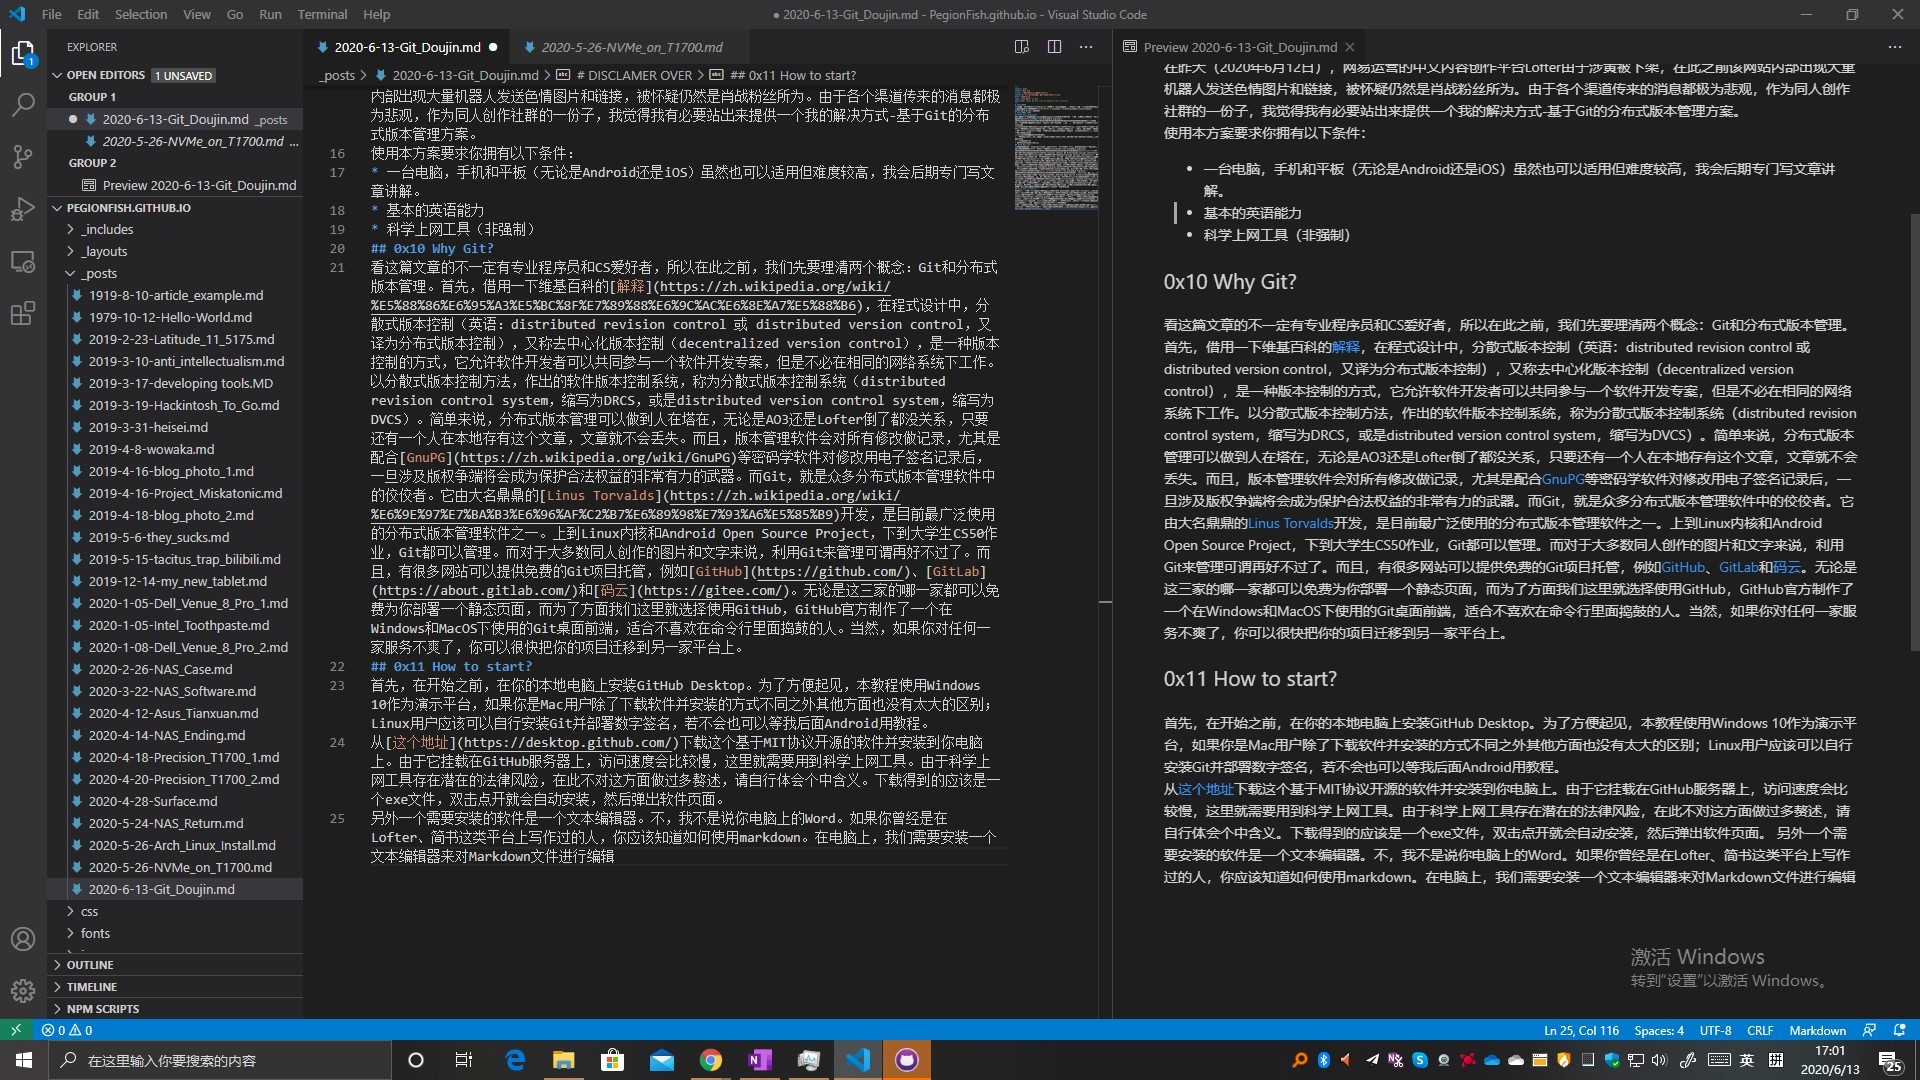 File Edit Selection View Go Run Terminal Help
● 2020-6-13-Git_Doujin.md - PegionFish.github.io - Visual Studio Code
EXPLORER
OPEN EDITORS 1 UNSAVED
GROUP 1
2020-6-13-Git_Doujin.md _posts
2020-5-26-NVMe_on_T1700.md ...
GROUP 2
Preview 2020-6-13-Git_Doujin.md
PEGIONFISH.GITHUB.IO
_includes
_layouts
_posts
1919-8-10-article_example.md
1979-10-12-Hello-World.md
2019-2-23-Latitude_11_5175.md
2019-3-10-anti_intellectualism.md
2019-3-17-developing tools.MD
2019-3-19-Hackintosh_To_Go.md
2019-3-31-heisei.md
2019-4-8-wowaka.md
2019-4-16-blog_photo_1.md
2019-4-16-Project_Miskatonic.md
2019-4-18-blog_photo_2.md
2019-5-6-they_sucks.md
2019-5-15-tacitus_trap_bilibili.md
2019-12-14-my_new_tablet.md
2020-1-05-Dell_Venue_8_Pro_1.md
2020-1-05-Intel_Toothpaste.md
2020-1-08-Dell_Venue_8_Pro_2.md
2020-2-26-NAS_Case.md
2020-3-22-NAS_Software.md
2020-4-12-Asus_Tianxuan.md
2020-4-14-NAS_Ending.md
2020-4-18-Precision_T1700_1.md
2020-4-20-Precision_T1700_2.md
2020-4-28-Surface.md
2020-5-24-NAS_Return.md
2020-5-26-Arch_Linux_Install.md
2020-5-26-NVMe_on_T1700.md
2020-6-13-Git_Doujin.md
css
fonts
OUTLINE
TIMELINE
NPM SCRIPTS
2020-6-13-Git_Doujin.md ●
2020-5-26-NVMe_on_T1700.md
_posts > 2020-6-13-Git_Doujin.md > # DISCLAMER OVER > ## 0x11 How to start?
内部出现大量机器人发送色情图片和链接，被怀疑仍然是肖战粉丝所为。由于各个渠道传来的消息都极
为悲观，作为同人创作社群的一份子，我觉得我有必要站出来提供一个我的解决方式-基于Git的分布
式版本管理方案。
16 使用本方案要求你拥有以下条件：
17 * 一台电脑，手机和平板（无论是Android还是iOS）虽然也可以适用但难度较高，我会后期专门写文
章讲解。
18 * 基本的英语能力
19 * 科学上网工具（非强制）
20 ## 0x10 Why Git?
21 看这篇文章的不一定有专业程序员和CS爱好者，所以在此之前，我们先要理清两个概念：Git和分布式
版本管理。首先，借用一下维基百科的[解释](https://zh.wikipedia.org/wiki/
%E5%88%86%E6%95%A3%E5%BC%8F%E7%89%88%E6%9C%AC%E6%8E%A7%E5%88%B6)，在程式设计中，分
散式版本控制（英语：distributed revision control 或 distributed version control，又
译为分布式版本控制），又称去中心化版本控制（decentralized version control），是一种版本
控制的方式，它允许软件开发者可以共同参与一个软件开发专案，但是不必在相同的网络系统下工作。
以分散式版本控制方法，作出的软件版本控制系统，称为分散式版本控制系统（distributed
revision control system，缩写为DRCS，或是distributed version control system，缩写为
DVCS）。简单来说，分布式版本管理可以做到人在塔在，无论是AO3还是Lofter倒了都没关系，只要
还有一个人在本地存有这个文章，文章就不会丢失。而且，版本管理软件会对所有修改做记录，尤其是
配合[GnuPG](https://zh.wikipedia.org/wiki/GnuPG)等密码学软件对修改用电子签名记录后，
一旦涉及版权争端将会成为保护合法权益的非常有力的武器。而Git，就是众多分布式版本管理软件中
的佼佼者。它由大名鼎鼎的[Linus Torvalds](https://zh.wikipedia.org/wiki/
%E6%9E%97%E7%BA%B3%E6%96%AF%C2%B7%E6%89%98%E7%93%A6%E5%85%B9)开发，是目前最广泛使用
的分布式版本管理软件之一。上到Linux内核和Android Open Source Project，下到大学生CS50作
业，Git都可以管理。而对于大多数同人创作的图片和文字来说，利用Git来管理可谓再好不过了。而
且，有很多网站可以提供免费的Git项目托管，例如[GitHub](https://github.com/)、[GitLab]
(https://about.gitlab.com/)和[码云](https://gitee.com/)。无论是这三家的哪一家都可以免
费为你部署一个静态页面，而为了方面我们这里就选择使用GitHub，GitHub官方制作了一个在
Windows和MacOS下使用的Git桌面前端，适合不喜欢在命令行里面捣鼓的人。当然，如果你对任何一
家服务不爽了，你可以很快把你的项目迁移到另一家平台上。
22 ## 0x11 How to start?
23 首先，在开始之前，在你的本地电脑上安装GitHub Desktop。为了方便起见，本教程使用Windows
10作为演示平台，如果你是Mac用户除了下载软件并安装的方式不同之外其他方面也没有太大的区别；
Linux用户应该可以自行安装Git并部署数字签名，若不会也可以等我后面Android用教程。
24 从[这个地址](https://desktop.github.com/)下载这个基于MIT协议开源的软件并安装到你电脑
上。由于它挂载在GitHub服务器上，访问速度会比较慢，这里就需要用到科学上网工具。由于科学上
网工具存在潜在的法律风险，在此不对这方面做过多赘述，请自行体会个中含义。下载得到的应该是一
个exe文件，双击点开就会自动安装，然后弹出软件页面。
25 另外一个需要安装的软件是一个文本编辑器。不，我不是说你电脑上的Word。如果你曾经是在
Lofter、简书这类平台上写作过的人，你应该知道如何使用markdown。在电脑上，我们需要安装一个
文本编辑器来对Markdown文件进行编辑
Preview 2020-6-13-Git_Doujin.md
在昨天（2020年6月12日），网易运营的中文内容创作平台Lofter由于涉黄被下架，在此之前该网站内部出现大量
机器人发送色情图片和链接，被怀疑仍然是肖战粉丝所为。由于各个渠道传来的消息都极为悲观，作为同人创作
社群的一份子，我觉得我有必要站出来提供一个我的解决方式-基于Git的分布式版本管理方案。
使用本方案要求你拥有以下条件：
• 一台电脑，手机和平板（无论是Android还是iOS）虽然也可以适用但难度较高，我会后期专门写文章讲
解。
• 基本的英语能力
• 科学上网工具（非强制）
0x10 Why Git?
看这篇文章的不一定有专业程序员和CS爱好者，所以在此之前，我们先要理清两个概念：Git和分布式版本管理。
首先，借用一下维基百科的解释，在程式设计中，分散式版本控制（英语：distributed revision control 或
distributed version control，又译为分布式版本控制），又称去中心化版本控制（decentralized version
control），是一种版本控制的方式，它允许软件开发者可以共同参与一个软件开发专案，但是不必在相同的网络
系统下工作。以分散式版本控制方法，作出的软件版本控制系统，称为分散式版本控制系统（distributed revision
control system，缩写为DRCS，或是distributed version control system，缩写为DVCS）。简单来说，分布式版本
管理可以做到人在塔在，无论是AO3还是Lofter倒了都没关系，只要还有一个人在本地存有这个文章，文章就不会
丢失。而且，版本管理软件会对所有修改做记录，尤其是配合GnuPG等密码学软件对修改用电子签名记录后，一
旦涉及版权争端将会成为保护合法权益的非常有力的武器。而Git，就是众多分布式版本管理软件中的佼佼者。它
由大名鼎鼎的Linus Torvalds开发，是目前最广泛使用的分布式版本管理软件之一。上到Linux内核和Android
Open Source Project，下到大学生CS50作业，Git都可以管理。而对于大多数同人创作的图片和文字来说，利用
Git来管理可谓再好不过了。而且，有很多网站可以提供免费的Git项目托管，例如GitHub、GitLab和码云。无论是
这三家的哪一家都可以免费为你部署一个静态页面，而为了方面我们这里就选择使用GitHub，GitHub官方制作了
一个在Windows和MacOS下使用的Git桌面前端，适合不喜欢在命令行里面捣鼓的人。当然，如果你对任何一家服
务不爽了，你可以很快把你的项目迁移到另一家平台上。
0x11 How to start?
首先，在开始之前，在你的本地电脑上安装GitHub Desktop。为了方便起见，本教程使用Windows 10作为演示平
台，如果你是Mac用户除了下载软件并安装的方式不同之外其他方面也没有太大的区别；Linux用户应该可以自行
安装Git并部署数字签名，若不会也可以等我后面Android用教程。
从这个地址下载这个基于MIT协议开源的软件并安装到你电脑上。由于它挂载在GitHub服务器上，访问速度会比
较慢，这里就需要用到科学上网工具。由于科学上网工具存在潜在的法律风险，在此不对这方面做过多赘述，请
自行体会个中含义。下载得到的应该是一个exe文件，双击点开就会自动安装，然后弹出软件页面。 另外一个需
要安装的软件是一个文本编辑器。不，我不是说你电脑上的Word。如果你曾经是在Lofter、简书这类平台上写作
过的人，你应该知道如何使用markdown。在电脑上，我们需要安装一个文本编辑器来对Markdown文件进行编辑
激活 Windows
转到“设置”以激活 Windows。
0 0
Ln 25, Col 116 Spaces: 4 UTF-8 CRLF Markdown
在这里输入你要搜索的内容
英 拼
17:01
2020/6/13
25